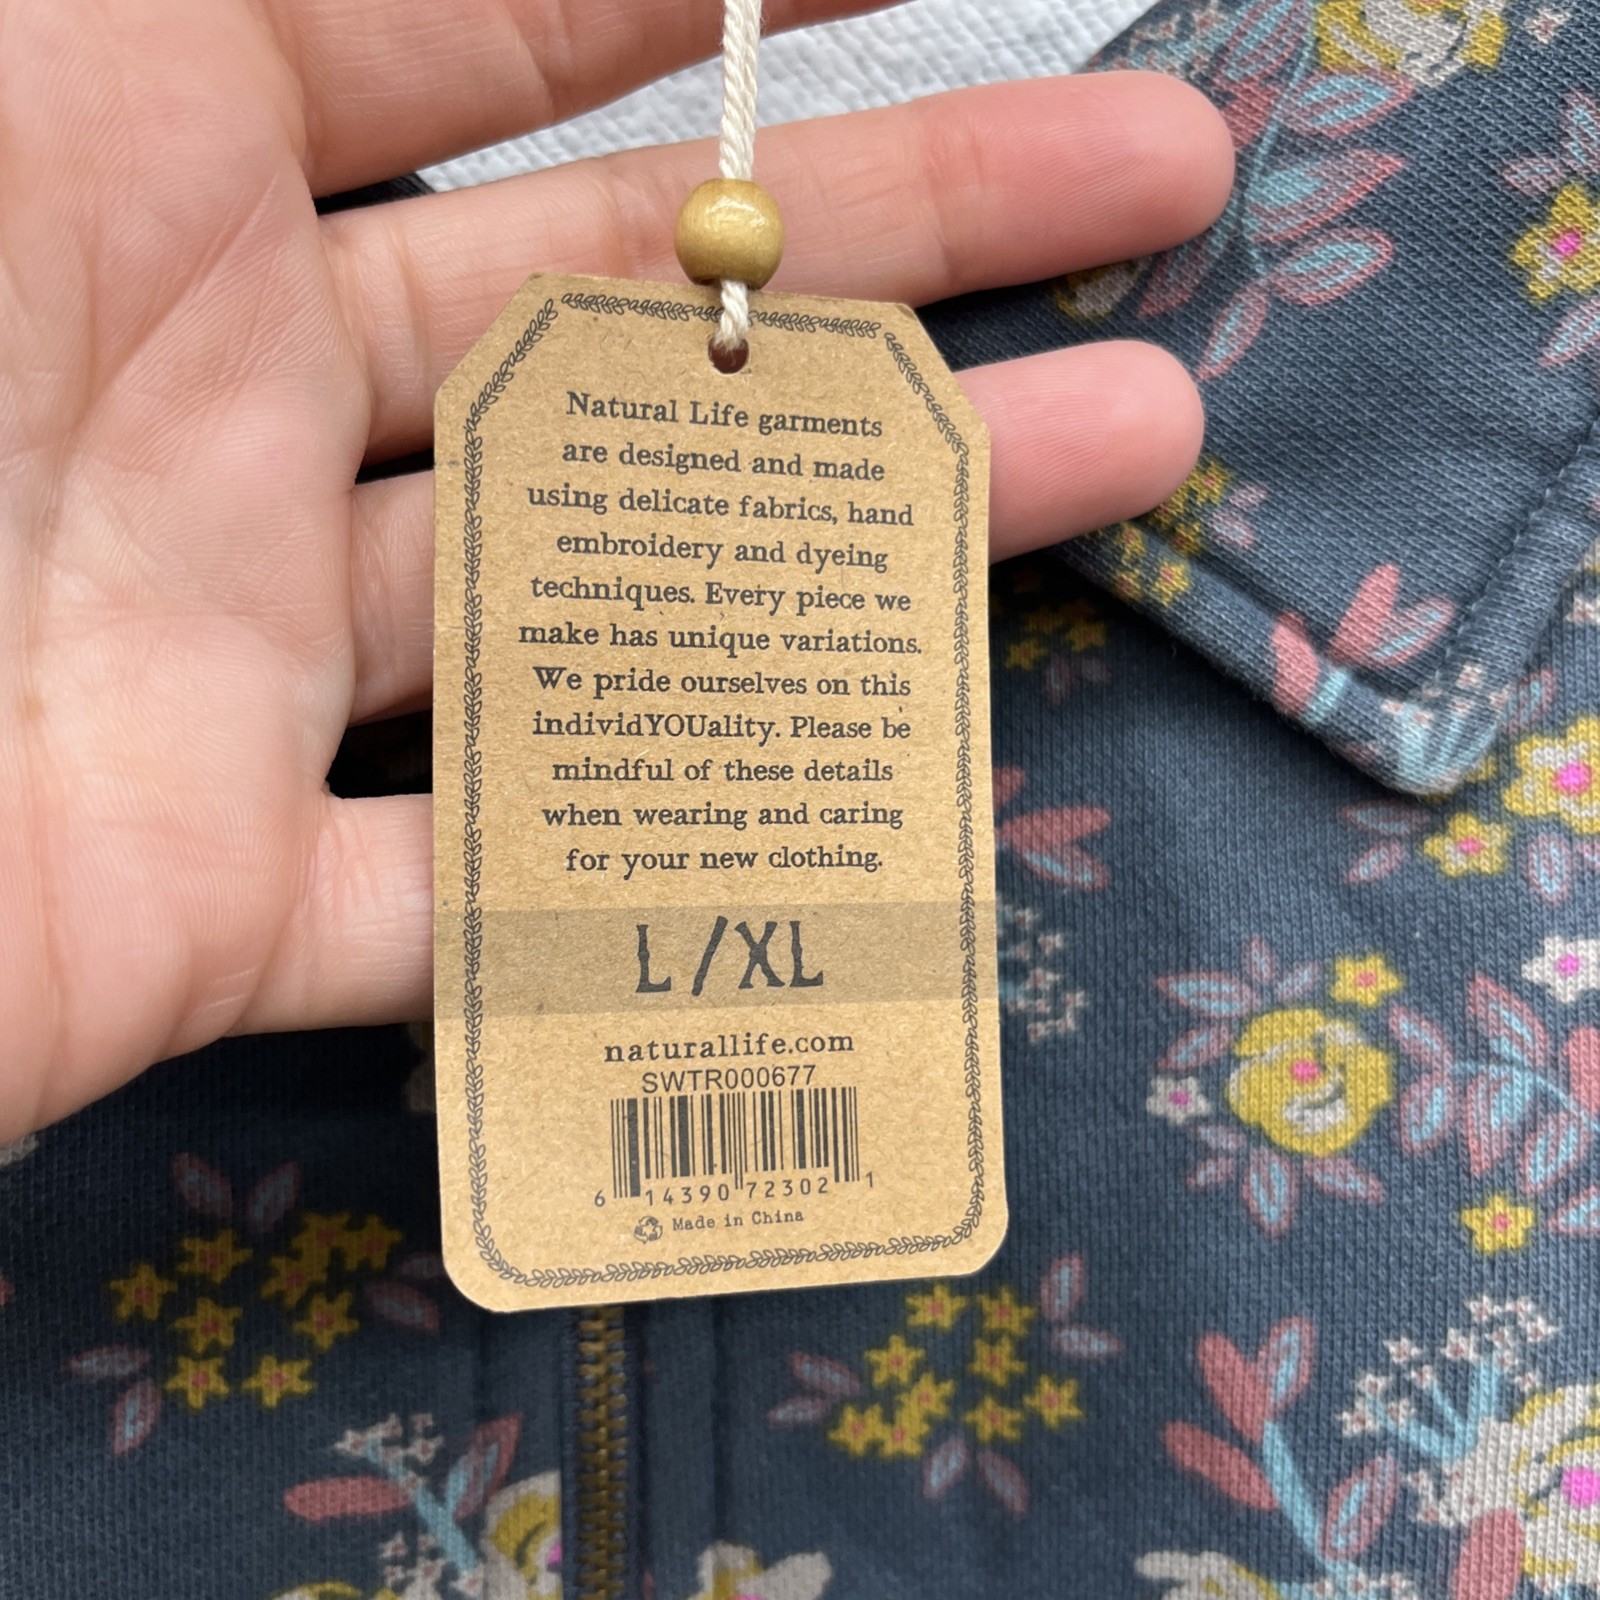 Natural Life garments
are designed and made
using delicate fabrics, hand
embroidery and dyeing
techniques. Every piece we
make has unique variations.
We pride ourselves on this
individYOUality. Please be
mindful of these details
when wearing and caring
for your new clothing.
L/XL
naturallife.com
SWTR000677
6 14390 72302 1
Made in China